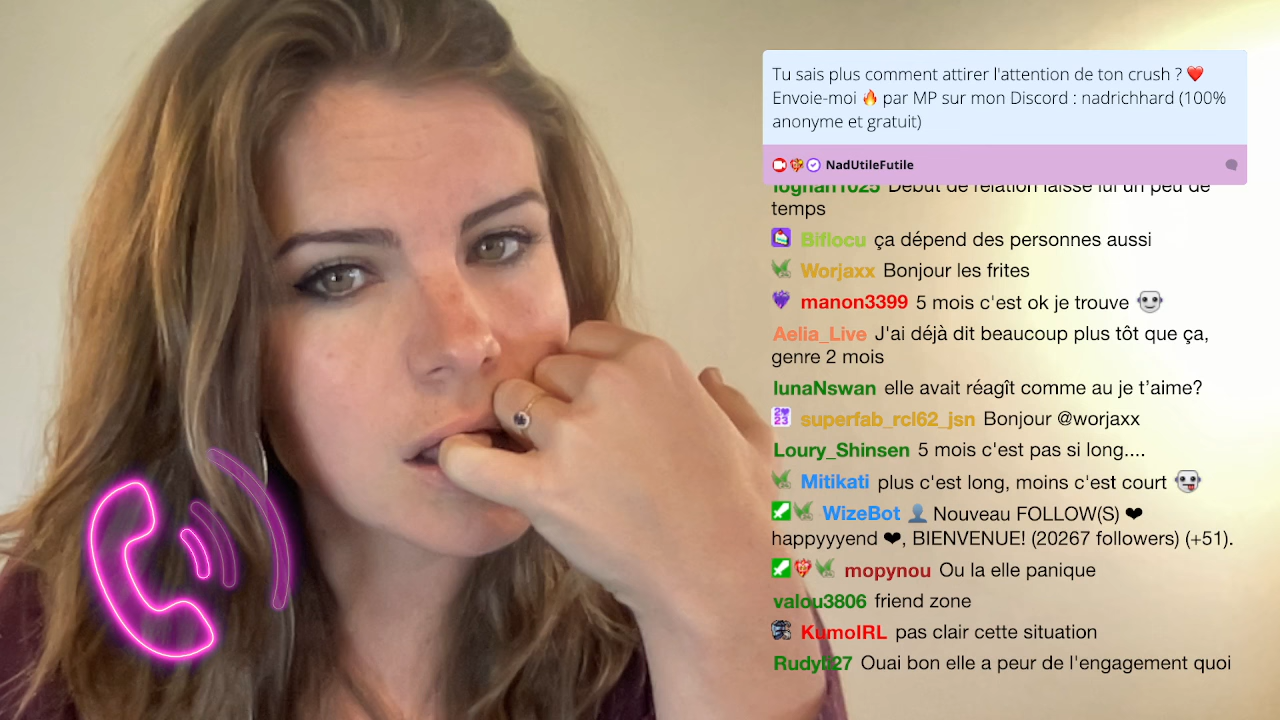 Tu sais plus comment attirer l'attention de ton crush ? ❤️
Envoie-moi 🔥 par MP sur mon Discord : nadrichhard (100%
anonyme et gratuit)
NadUtileFutile
loghan1025 Début de relation laisse lui un peu de
temps
Biflocu ça dépend des personnes aussi
Worjaxx Bonjour les frites
manon3399 5 mois c'est ok je trouve
Aelia_Live J'ai déjà dit beaucoup plus tôt que ça,
genre 2 mois
lunaNswan elle avait réagît comme au je t’aime?
superfab_rcl62_jsn Bonjour @worjaxx
Loury_Shinsen 5 mois c'est pas si long....
Mitikati plus c'est long, moins c'est court
WizeBot 👤 Nouveau FOLLOW(S) ❤
happyyyend ❤, BIENVENUE! (20267 followers) (+51).
mopynou Ou la elle panique
valou3806 friend zone
KumoIRL pas clair cette situation
Rudy027 Ouai bon elle a peur de l'engagement quoi